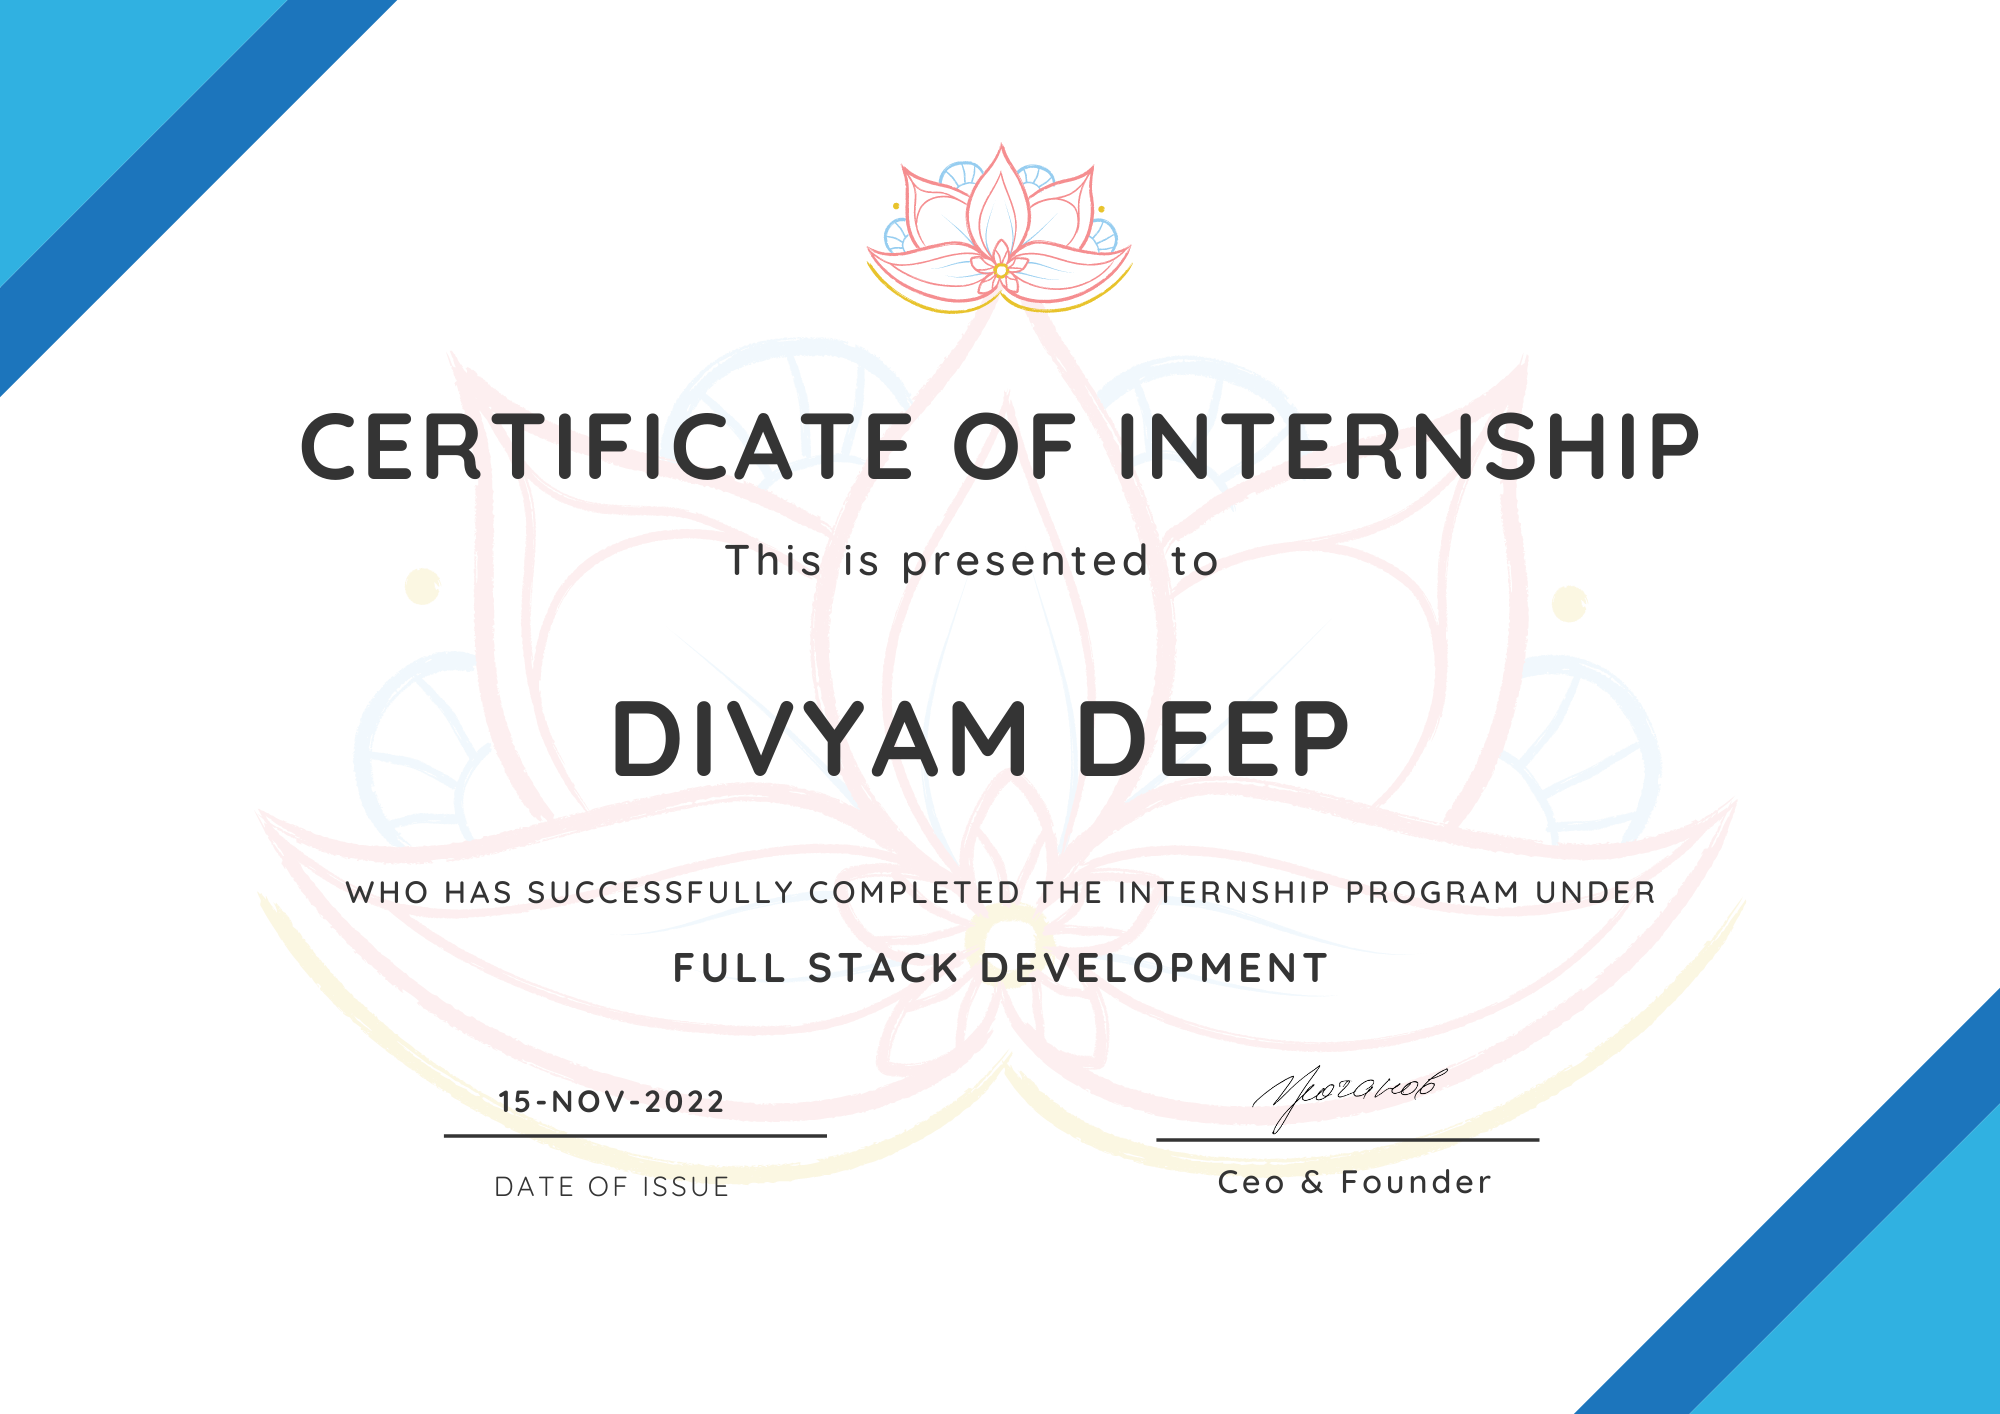 CERTIFICATE OF INTERNSHIP
This is presented to
DIVYAM DEEP
WHO HAS SUCCESSFULLY COMPLETED THE INTERNSHIP PROGRAM UNDER
FULL STACK DEVELOPMENT
15-NOV-2022
DATE OF ISSUE
Ceo & Founder